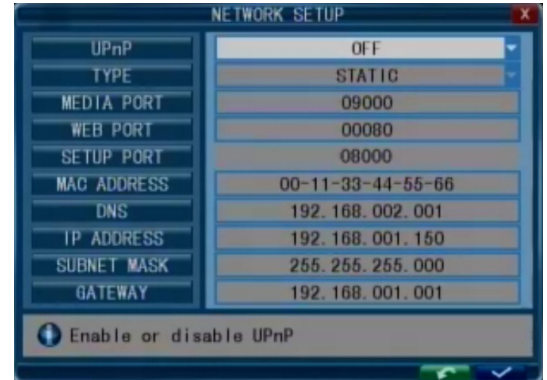 NETWORK SETUP X
UPnP OFF
TYPE STATIC
MEDIA PORT 09000
WEB PORT 00080
SETUP PORT 08000
MAC ADDRESS 00-11-33-44-55-66
DNS 192.168.002.001
IP ADDRESS 192.168.001.150
SUBNET MASK 255.255.255.000
GATEWAY 192.168.001.001
Enable or disable UPnP